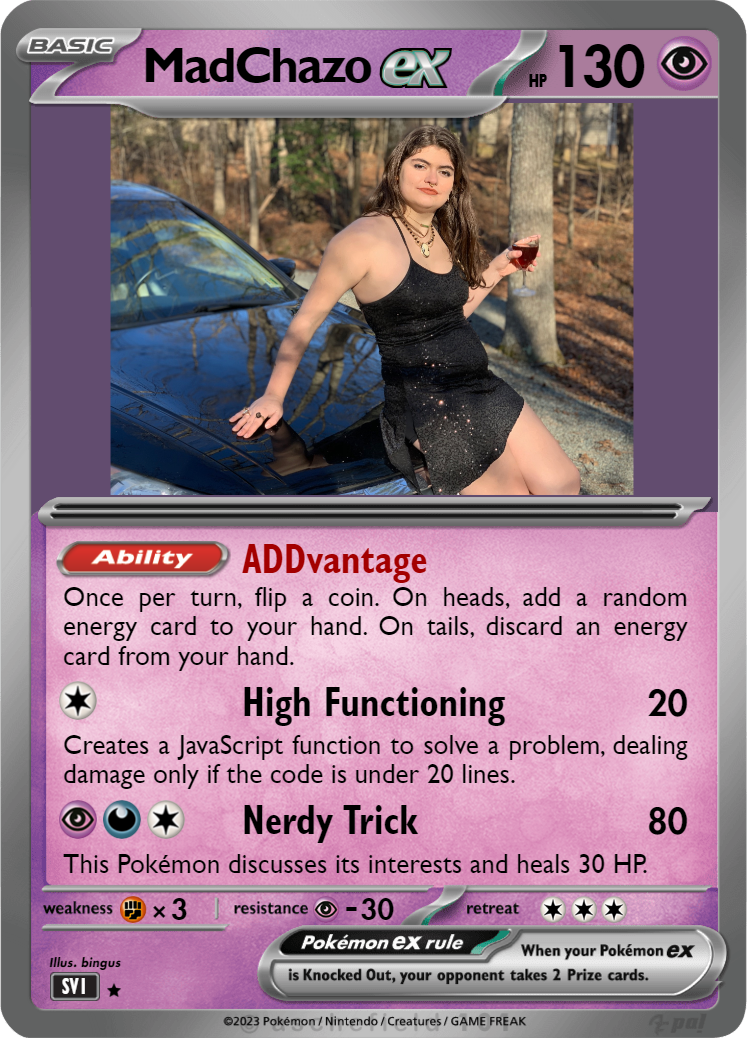 BASIC
MadChazo ex HP 130
Ability ADDvantage
Once per turn, flip a coin. On heads, add a random
energy card to your hand. On tails, discard an energy
card from your hand.
High Functioning 20
Creates a JavaScript function to solve a problem, dealing
damage only if the code is under 20 lines.
Nerdy Trick 80
This Pokémon discusses its interests and heals 30 HP.
weakness × 3 resistance -30 retreat
Illus. bingus
SVI
Pokémon ex rule When your Pokémon ex
is Knocked Out, your opponent takes 2 Prize cards.
©2023 Pokémon / Nintendo / Creatures / GAME FREAK